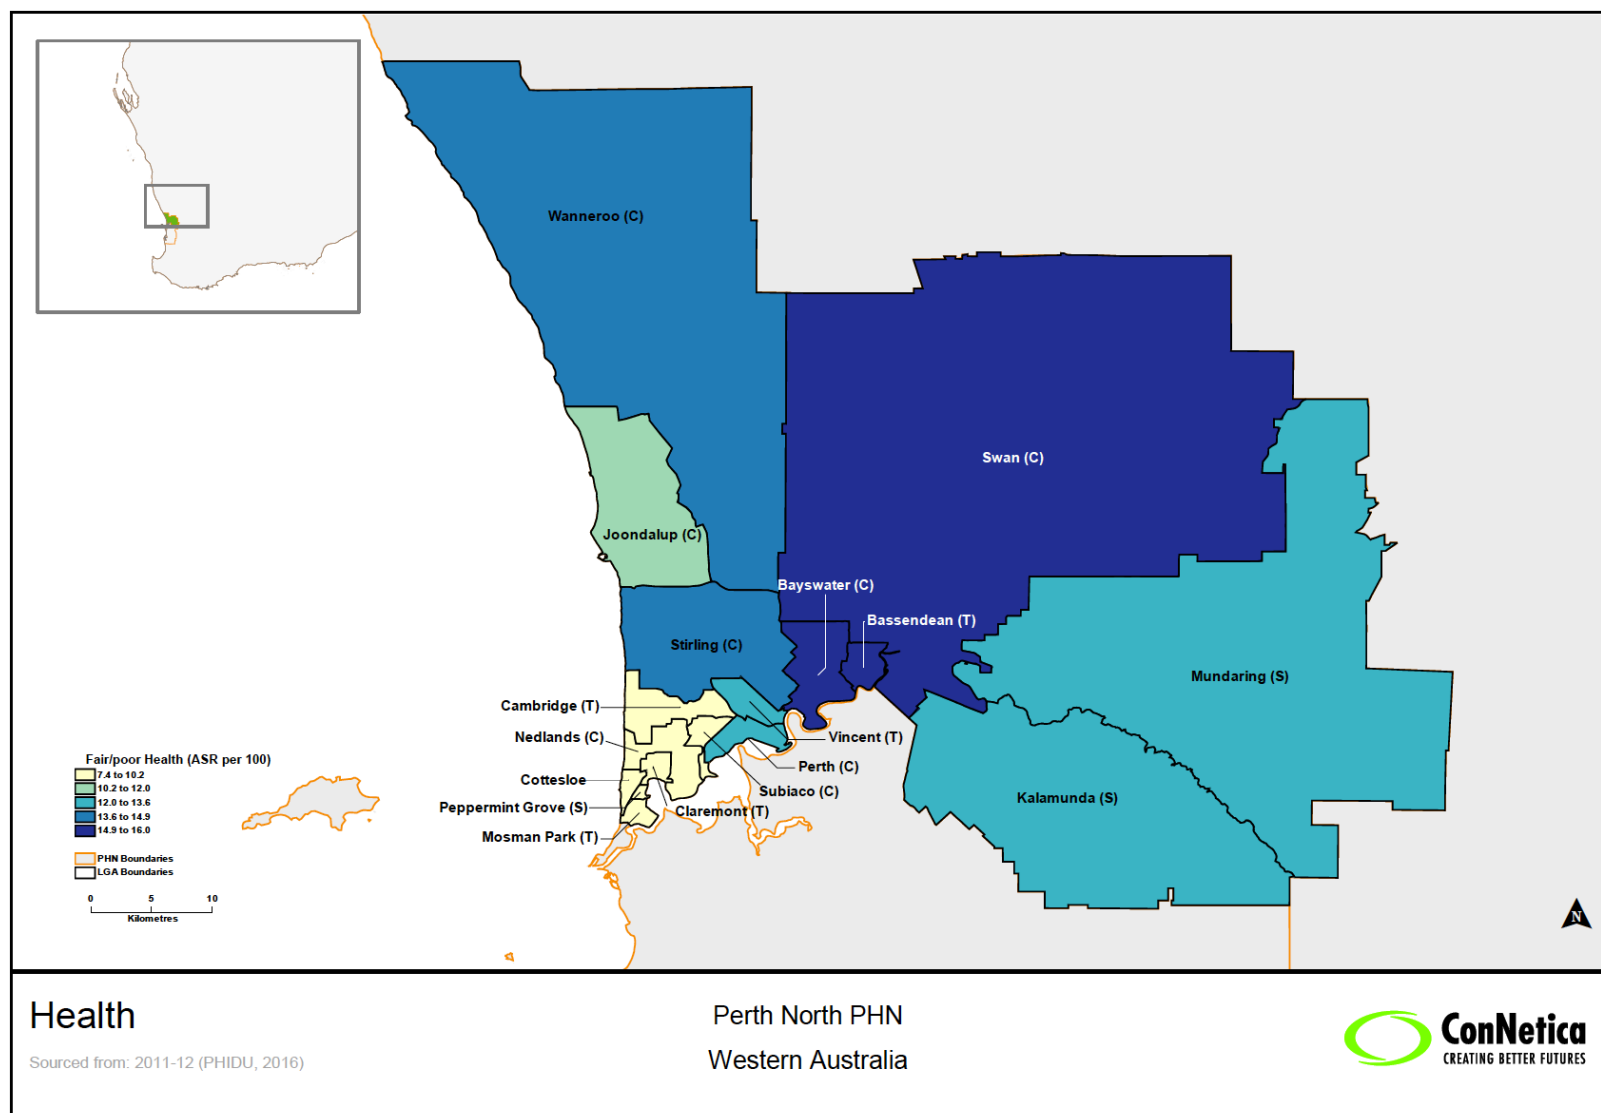 Wanneroo (C)
Swan (C)
Joondalup (C)
Bayswater (C)
Bassendean (T)
Stirling (C)
Mundaring (S)
Cambridge (T)
Nedlands (C)
Vincent (T)
Perth (C)
Cottesloe
Subiaco (C)
Kalamunda (S)
Peppermint Grove (S)
Claremont (T)
Mosman Park (T)
Fair/poor Health (ASR per 100)
7.4 to 10.2
10.2 to 12.0
12.0 to 13.6
13.6 to 14.9
14.9 to 16.0
PHN Boundaries
LGA Boundaries
0 5 10
Kilometres
N
Health
Sourced from: 2011-12 (PHIDU, 2016)
Perth North PHN
Western Australia
ConNetica
CREATING BETTER FUTURES